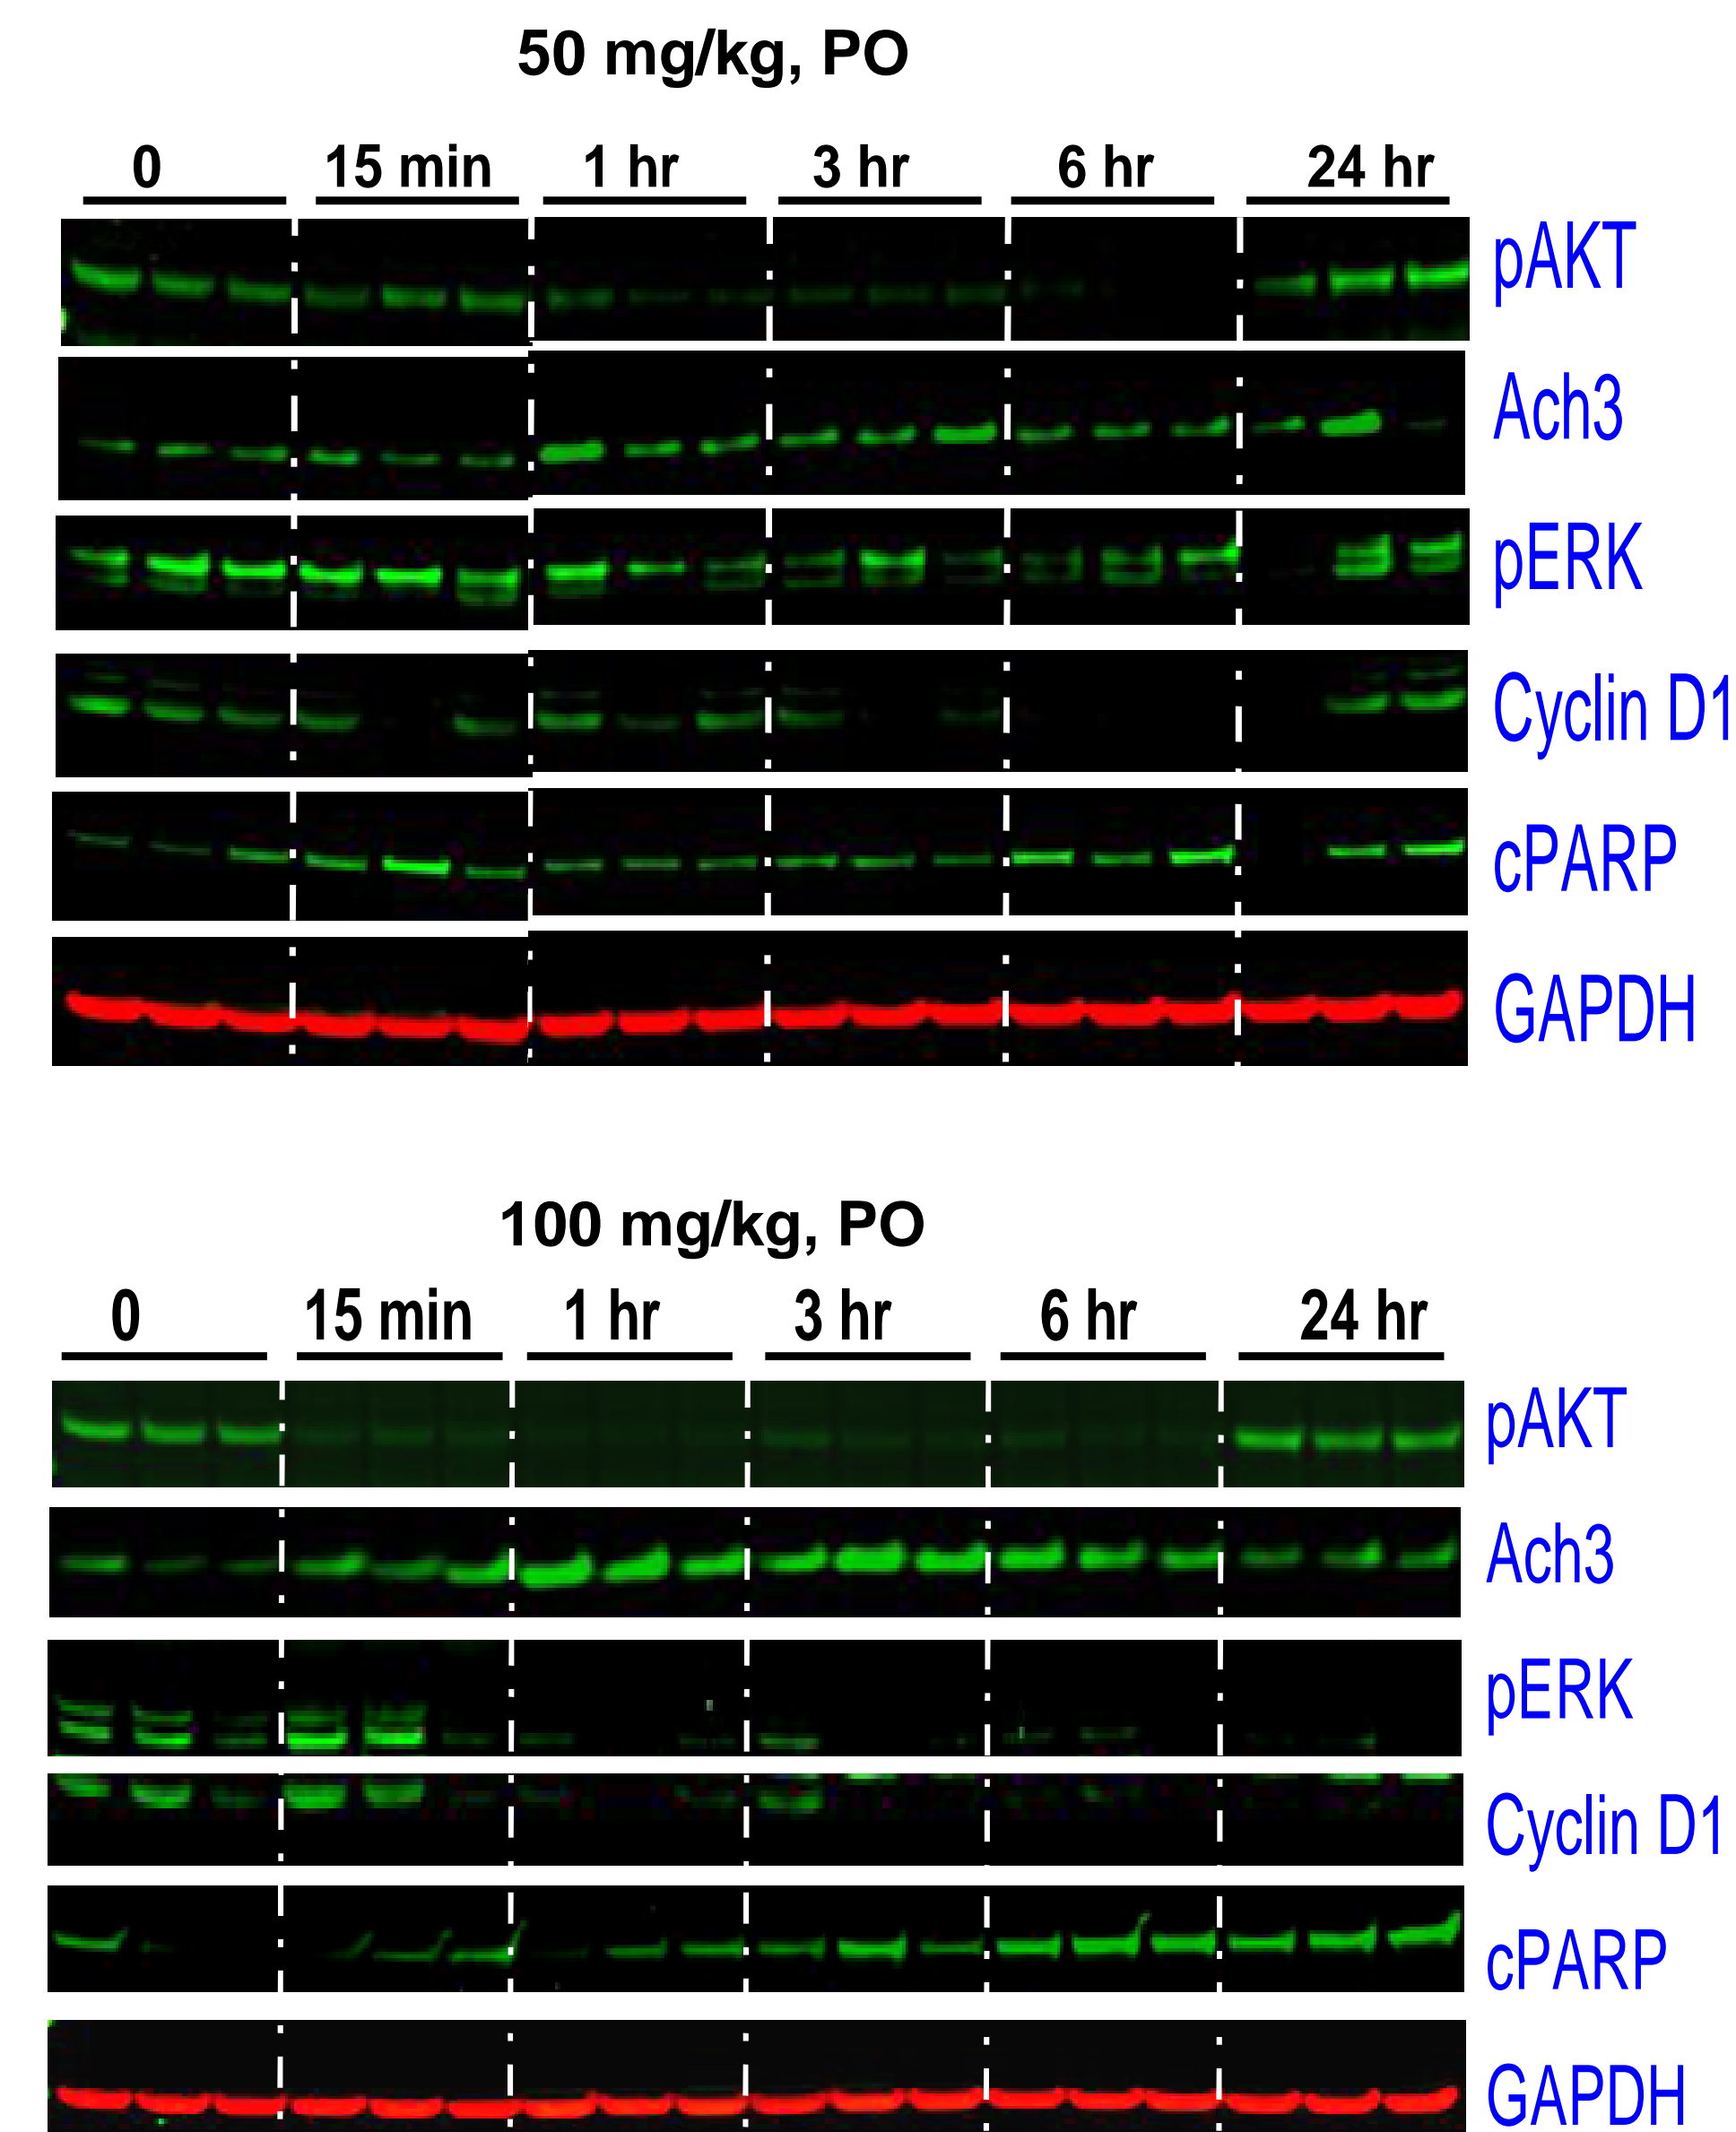 50 mg/kg, PO
0 15 min 1 hr 3 hr 6 hr 24 hr
pAKT
Ach3
pERK
Cyclin D1
cPARP
GAPDH
100 mg/kg, PO
0 15 min 1 hr 3 hr 6 hr 24 hr
pAKT
Ach3
pERK
Cyclin D1
cPARP
GAPDH